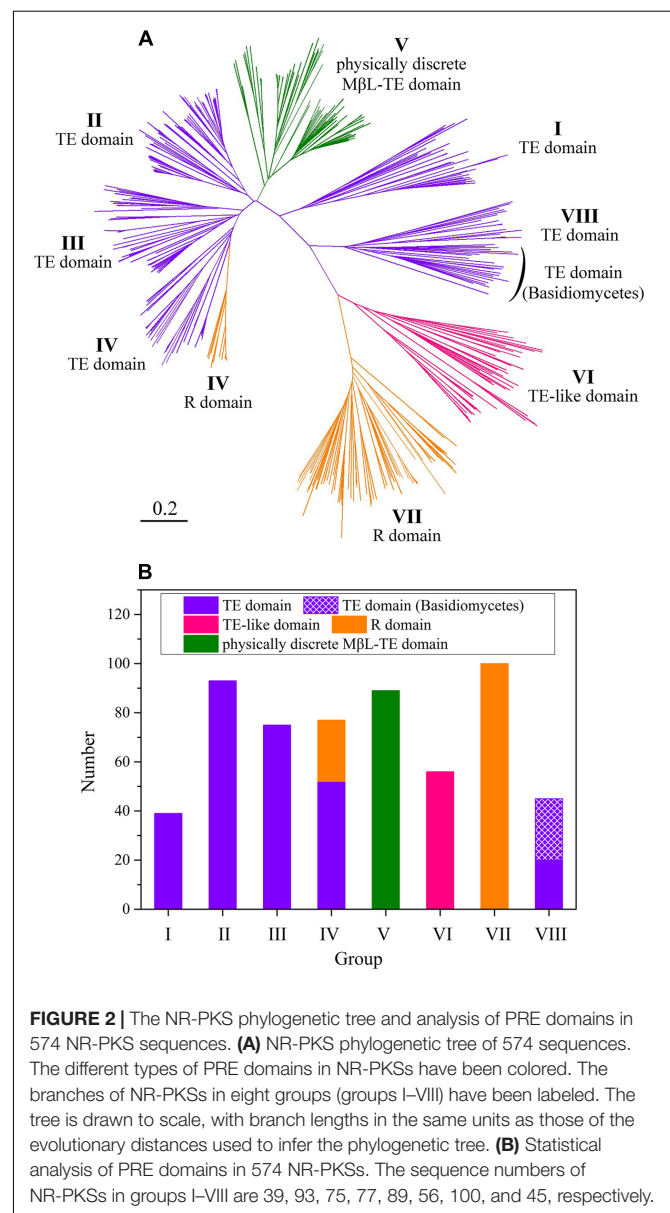 A
V
physically discrete
MβL-TE domain
II
TE domain
I
TE domain
VIII
TE domain
TE domain
(Basidiomycetes)
III
TE domain
IV
TE domain
IV
R domain
VI
TE-like domain
VII
R domain
0.2
B
TE domain TE domain (Basidiomycetes)
TE-like domain R domain
physically discrete MβL-TE domain
120
100
80
60
40
20
0
Number
I II III IV V VI VII VIII
Group
FIGURE 2 | The NR-PKS phylogenetic tree and analysis of PRE domains in
574 NR-PKS sequences. (A) NR-PKS phylogenetic tree of 574 sequences.
The different types of PRE domains in NR-PKSs have been colored. The
branches of NR-PKSs in eight groups (groups I–VIII) have been labeled. The
tree is drawn to scale, with branch lengths in the same units as those of the
evolutionary distances used to infer the phylogenetic tree. (B) Statistical
analysis of PRE domains in 574 NR-PKSs. The sequence numbers of
NR-PKSs in groups I–VIII are 39, 93, 75, 77, 89, 56, 100, and 45, respectively.